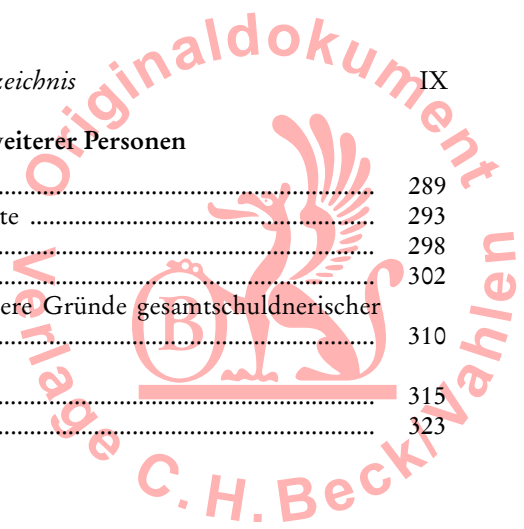 zeichnis IX
weiterer Personen
........ 289
te ........ 293
........ 298
........ 302
ere Gründe gesamtschuldnerischer
........ 310
........ 315
........ 323
Originaldokument
Verlage C.H.Beck/Vahlen
B